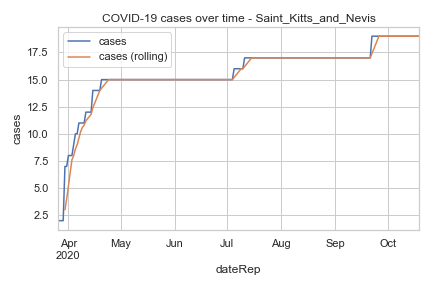 COVID-19 cases over time - Saint_Kitts_and_Nevis
cases
cases (rolling)
17.5
15.0
12.5
10.0
7.5
5.0
2.5
cases
Apr
2020
May
Jun
Jul
Aug
Sep
Oct
dateRep